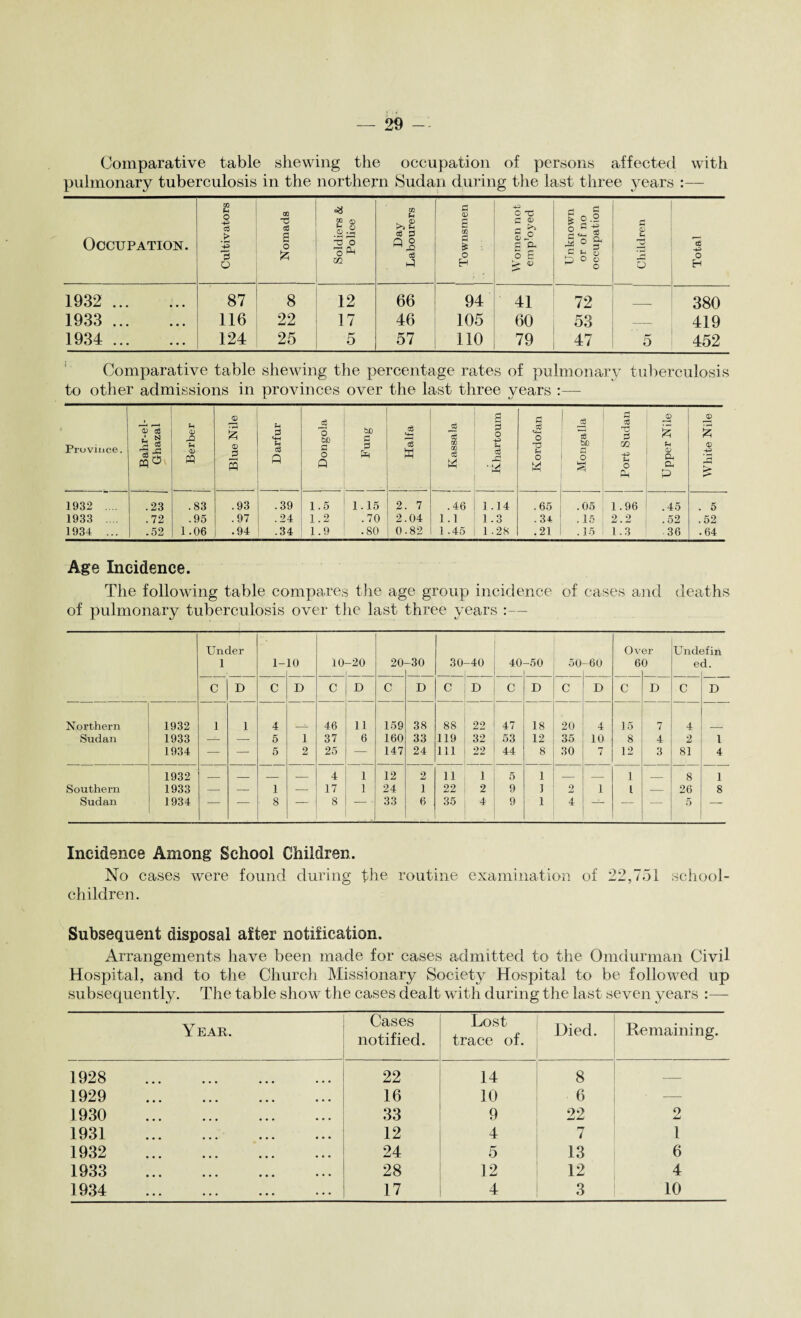 — 29 —
Comparative table shewing the occupation of persons affected with
pulmonary tuberculosis in the northern Sudan during the last three years :—
Occupation. Cultivators Nomads Soldiers & Police Day Labourers Townsmen Women not employed Unknown or of no occupation Children Total
1932 ... ... 87 8 12 66 94 41 72 — 380
1933 ... ... 116 22 17 46 105 60 53 — 419
1934 ... ... 124 25 5 57 110 79 47 5 452
Comparative table shewing the percentage rates of pulmonary tuberculosis
to other admissions in provinces over the last three years :—
Province. Bahr-el-Ghazal Berber Blue Nile Darfur Dongola Fung Halfa Kassala Khartoum Kordofan Mongalla Port Sudan Upper Nile White Nile
1932 .... .23 .83 .93 .39 1.5 1.15 2. 7 .46 1.14 .65 .05 1.96 .45 . 5
1933 .... .72 .95 .97 .24 1.2 .70 2.04 1.1 1.3 .34 .15 2.2 .52 .52
1934 ... .52 1.06 .94 .34 1.9 .80 0.82 1.45 1.28 .21 .15 1.3 .36 .64
Age Incidence.
The following table compares the age group incidence of cases and deaths
of pulmonary tuberculosis over the last three years :—
Under 1 1–10 10–20 20–30 30–40 40–50 50–60 Over 60 Undefined.
C D C D C D C D C D C D C D C D C D
Northern 1932 1 1 4 — 46 11 159 38 88 22 47 18 20 4 15 7 4 —
Sudan 1933 — — 5 1 37 6 160 33 119 32 53 12 35 10 8 4 2 1
1934 — — 5 2 25 — 147 24 111 22 44 8 30 7 12 3 81 4
1932 — — — — 4 1 12 2 11 1 5 1 — — 1 — 8 1
Southern 1933 — — 1 — 17 1 24 1 22 2 9 1 2 1 1 — 26 8
Sudan 1934 — — 8 — 8 — 33 6 35 4 9 1 4 — — — 5 —
Incidence Among School Children.
No cases were found during the routine examination of 22,751 school-
children.
Subsequent disposal after notification.
Arrangements have been made for cases admitted to the Omdurman Civil
Hospital, and to the Church Missionary Society Hospital to be followed up
subsequently. The table show the cases dealt with during the last seven years :—
Year. Cases notified. Lost trace of. Died. Remaining.
1928 ... ... ... ... 22 14 8 —
1929 ... ... ... ... 16 10 6 —
1930 ... ... ... ... 33 9 22 2
1931 ... ... ... ... 12 4 7 1
1932 ... ... ... ... 24 5 13 6
1933 ... ... ... ... 28 12 12 4
1934 ... ... ... ... 17 4 3 10